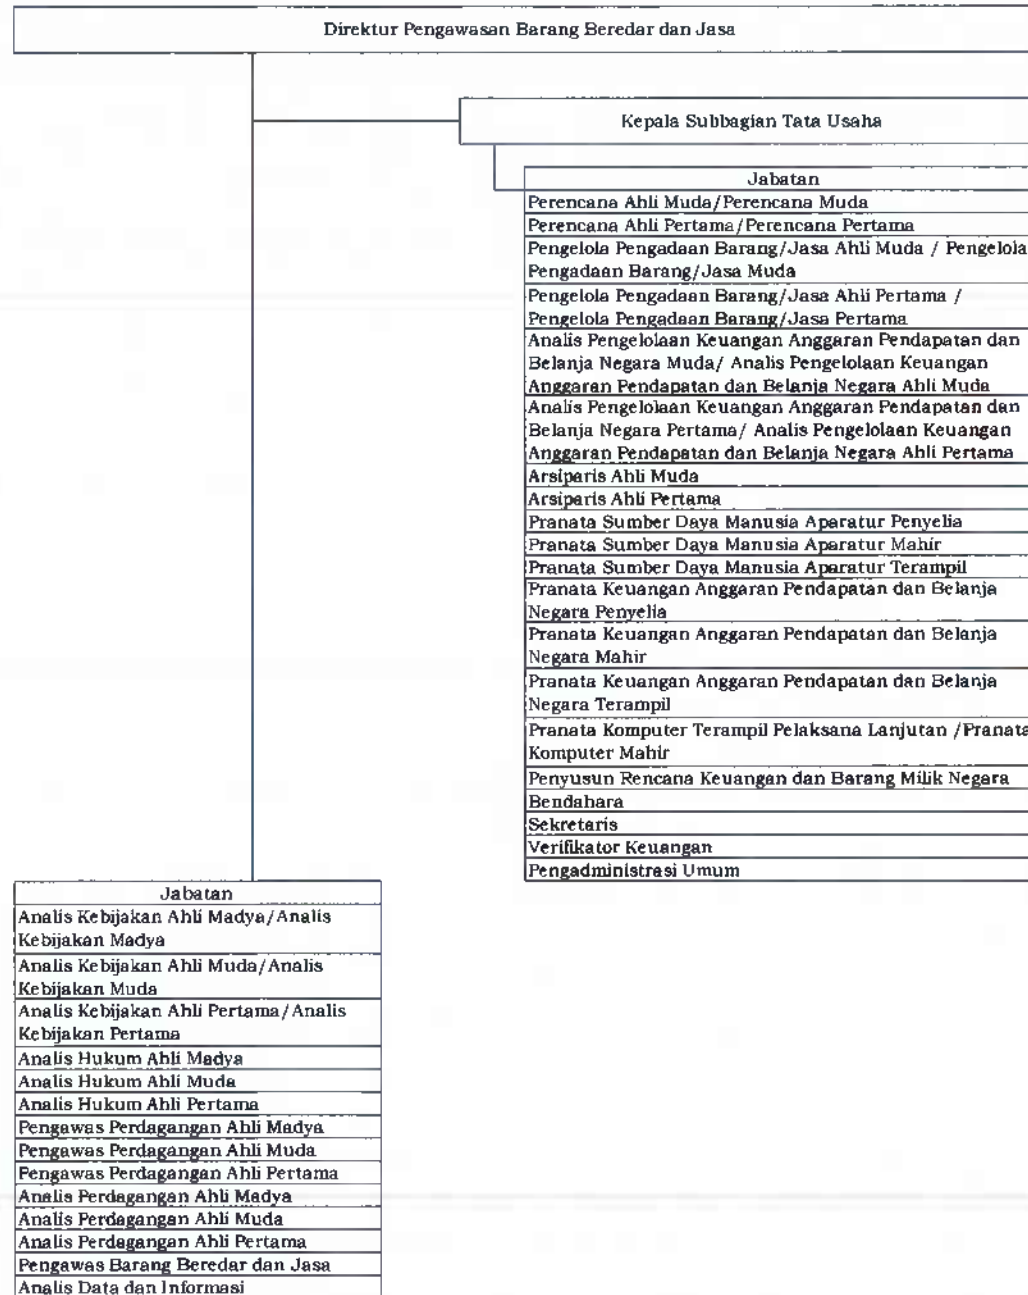 Direktur Pengawasan Barang Beredar dan Jasa
Kepala Subbagian Tata Usaha
Jabatan
Perencana Ahli Muda/Perencana Muda
Perencana Ahli Pertama/Perencana Pertama
Pengelola Pengadaan Barang/Jasa Ahli Muda / Pengelola
Pengadaan Barang/Jasa Muda
Pengelola Pengadaan Barang/Jasa Ahli Pertama /
Pengelola Pengadaan Barang/Jasa Pertama
Analis Pengelolaan Keuangan Anggaran Pendapatan dan
Belanja Negara Muda/ Analis Pengelolaan Keuangan
Anggaran Pendapatan dan Belanja Negara Ahli Muda
Analis Pengelolaan Keuangan Anggaran Pendapatan dan
Belanja Negara Pertama/ Analis Pengelolaan Keuangan
Anggaran Pendapatan dan Belanja Negara Ahli Pertama
Arsiparis Ahli Muda
Arsiparis Ahli Pertama
Pranata Sumber Daya Manusia Aparatur Penyelia
Pranata Sumber Daya Manusia Aparatur Mahir
Pranata Sumber Daya Manusia Aparatur Terampil
Pranata Keuangan Anggaran Pendapatan dan Belanja
Negara Penyelia
Pranata Keuangan Anggaran Pendapatan dan Belanja
Negara Mahir
Pranata Keuangan Anggaran Pendapatan dan Belanja
Negara Terampil
Pranata Komputer Terampil Pelaksana Lanjutan /Pranata
Komputer Mahir
Penyusun Rencana Keuangan dan Barang Milik Negara
Bendahara
Sekretaris
Verifikator Keuangan
Pengadministrasi Umum
Jabatan
Analis Kebijakan Ahli Madya/Analis
Kebijakan Madya
Analis Kebijakan Ahli Muda/Analis
Kebijakan Muda
Analis Kebijakan Ahli Pertama/Analis
Kebijakan Pertama
Analis Hukum Ahli Madya
Analis Hukum Ahli Muda
Analis Hukum Ahli Pertama
Pengawas Perdagangan Ahli Madya
Pengawas Perdagangan Ahli Muda
Pengawas Perdagangan Ahli Pertama
Analis Perdagangan Ahli Madya
Analis Perdagangan Ahli Muda
Analis Perdagangan Ahli Pertama
Pengawas Barang Beredar dan Jasa
Analis Data dan Informasi